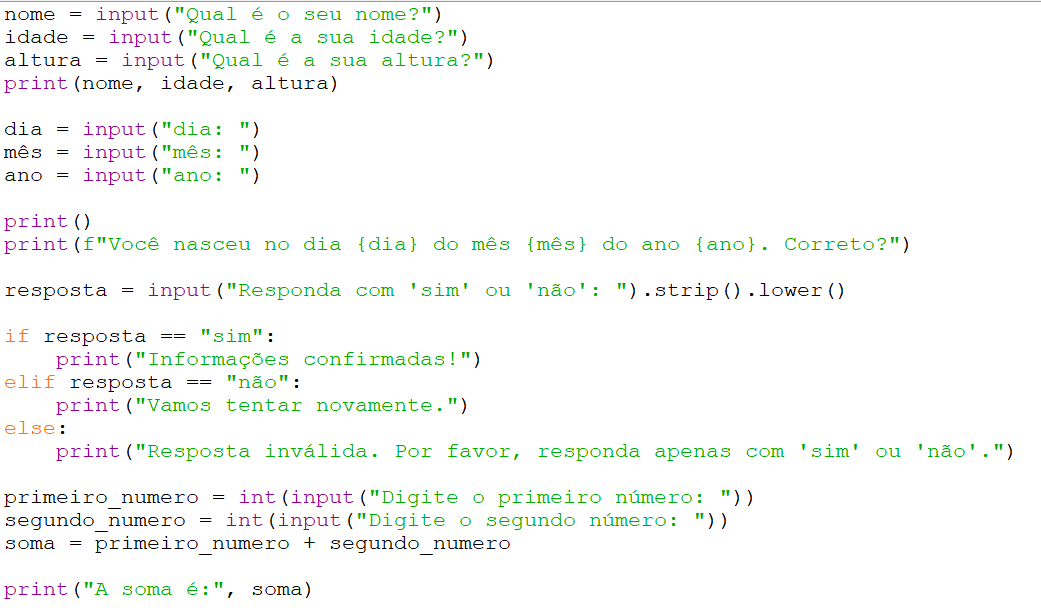 nome = input("Qual é o seu nome?")
idade = input("Qual é a sua idade?")
altura = input("Qual é a sua altura?")
print(nome, idade, altura)

dia = input("dia: ")
mês = input("mês: ")
ano = input("ano: ")

print()
print(f"Você nasceu no dia {dia} do mês {mês} do ano {ano}. Correto?")

resposta = input("Responda com 'sim' ou 'não': ").strip().lower()

if resposta == "sim":
    print("Informações confirmadas!")
elif resposta == "não":
    print("Vamos tentar novamente.")
else:
    print("Resposta inválida. Por favor, responda apenas com 'sim' ou 'não'.")

primeiro_numero = int(input("Digite o primeiro número: "))
segundo_numero = int(input("Digite o segundo número: "))
soma = primeiro_numero + segundo_numero

print("A soma é:", soma)